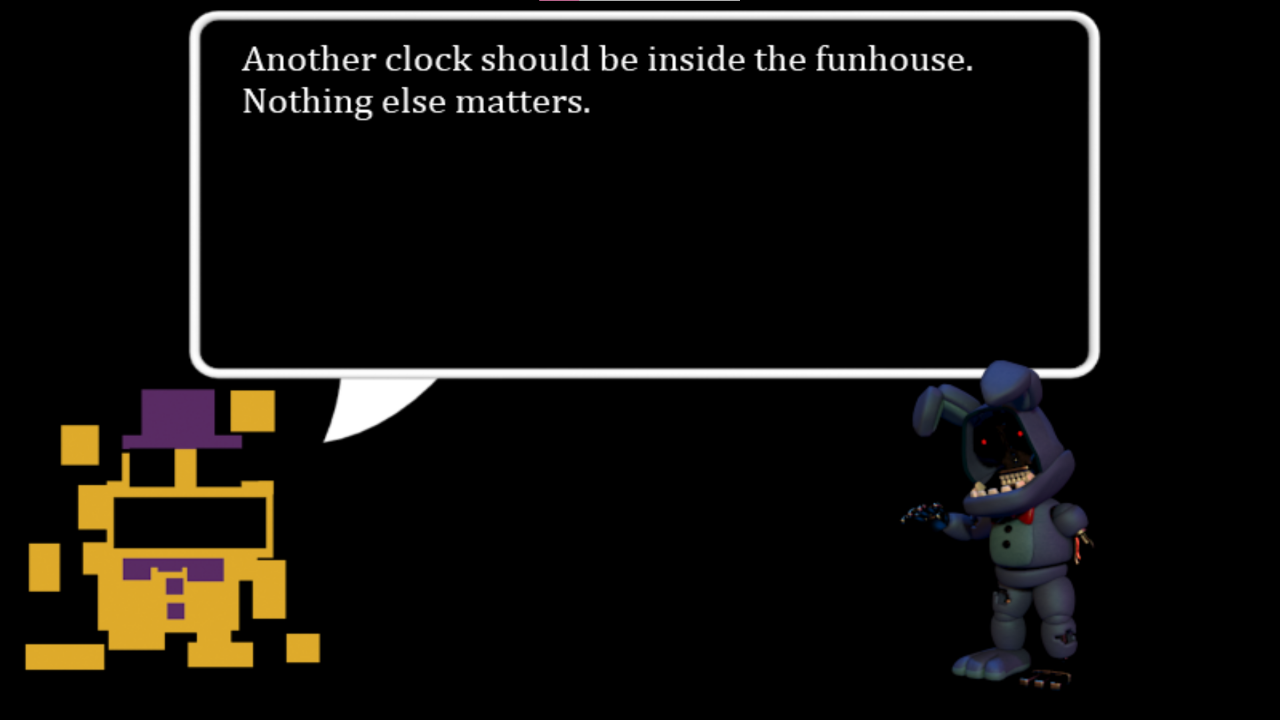 Another clock should be inside the funhouse.
Nothing else matters.